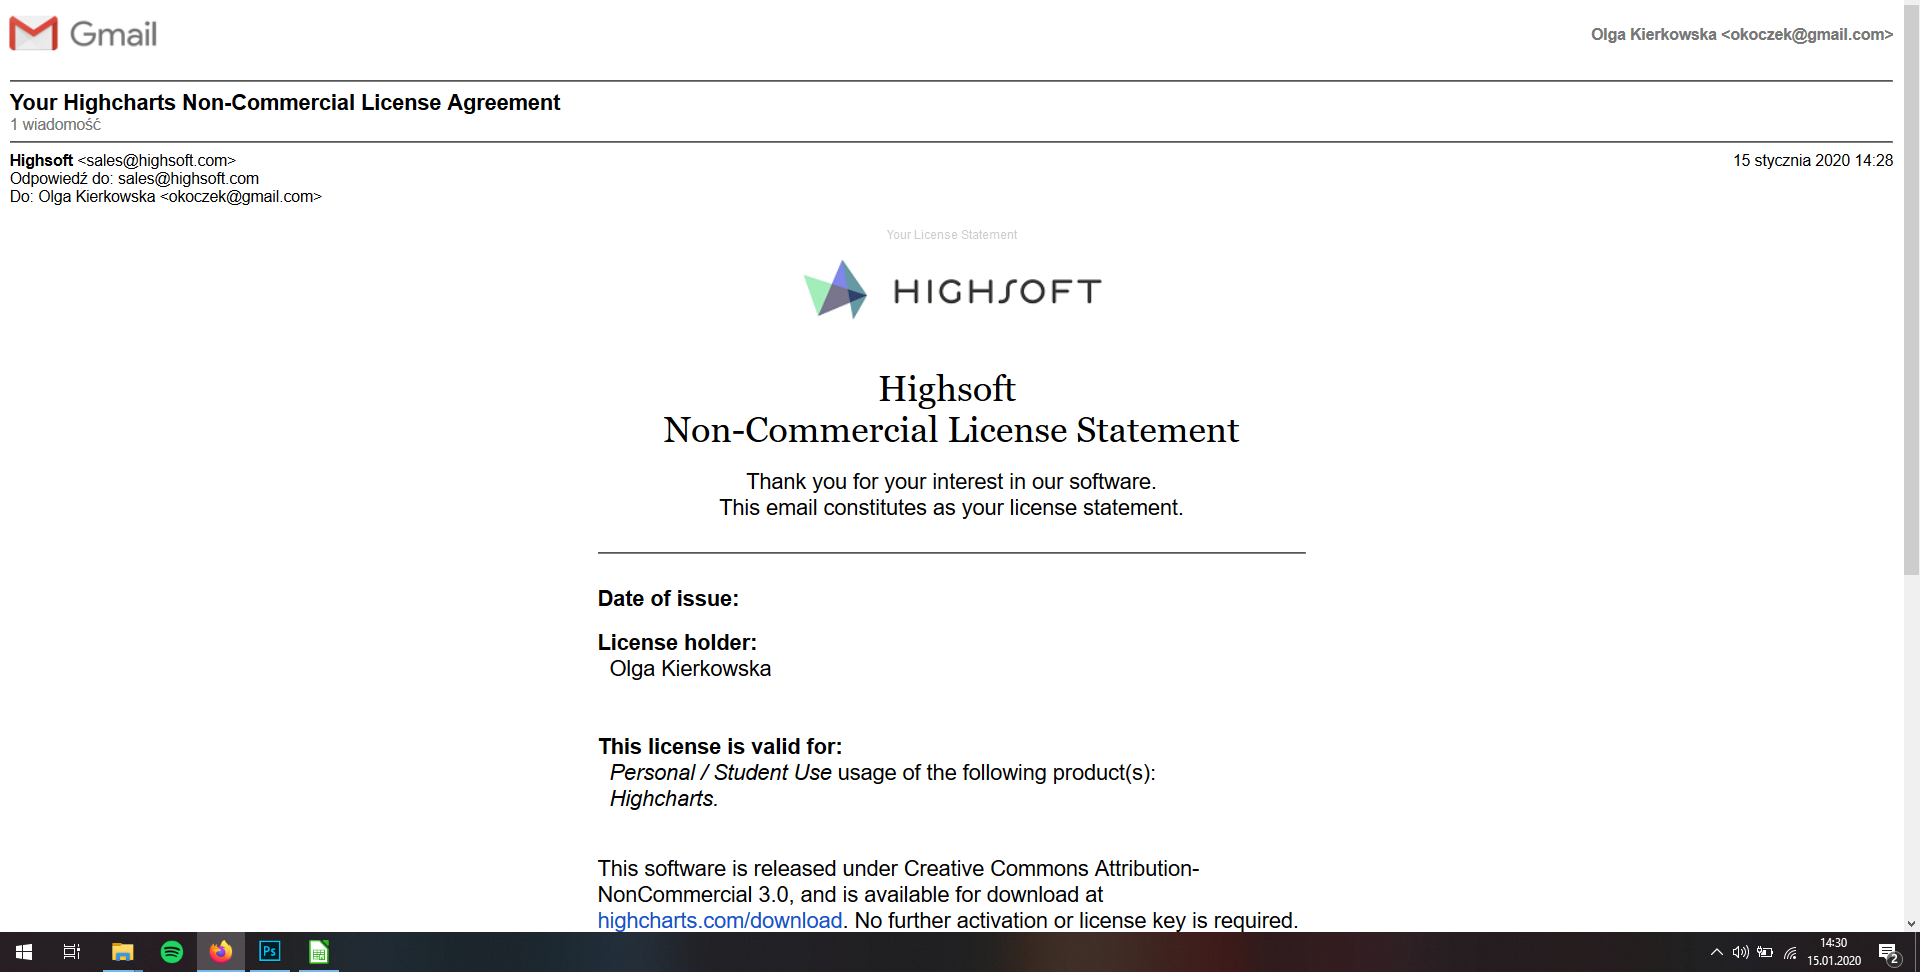 Gmail
Olga Kierkowska <okoczek@gmail.com>
Your Highcharts Non-Commercial License Agreement
1 wiadomość
Highsoft <sales@highsoft.com>
15 stycznia 2020 14:28
Odpowiedź do: sales@highsoft.com
Do: Olga Kierkowska <okoczek@gmail.com>
Your License Statement
HIGHSOFT
Highsoft
Non-Commercial License Statement
Thank you for your interest in our software.
This email constitutes as your license statement.
Date of issue:
License holder:
Olga Kierkowska
This license is valid for:
Personal / Student Use usage of the following product(s):
Highcharts.
This software is released under Creative Commons Attribution-
NonCommercial 3.0, and is available for download at
highcharts.com/download. No further activation or license key is required.
Ps
14:30
15.01.2020
2